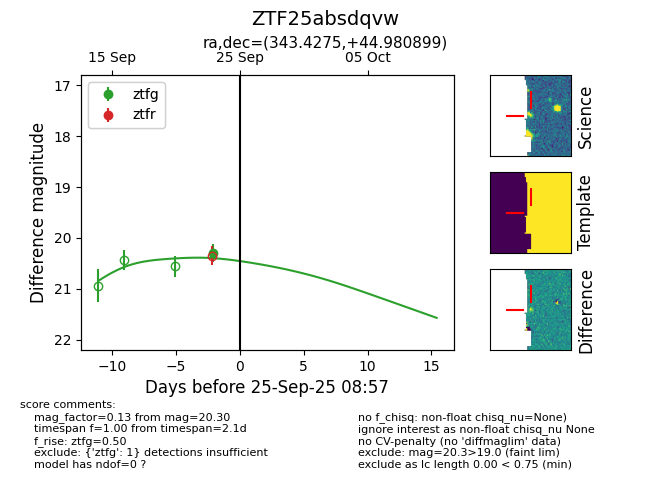 ZTF25absdqvw
ra,dec=(343.4275,+44.980899)
15 Sep 25 Sep 05 Oct
ztfg
ztfr
17
18
19
20
21
22
Difference magnitude
−10 −5 0 5 10 15
Days before 25-Sep-25 08:57
Science
Template
Difference
score comments:
mag_factor=0.13 from mag=20.30
timespan f=1.00 from timespan=2.1d
f_rise: ztfg=0.50
exclude: {'ztfg': 1} detections insufficient
model has ndof=0 ?
no f_chisq: non-float chisq_nu=None)
ignore interest as non-float chisq_nu None
no CV-penalty (no 'diffmaglim' data)
exclude: mag=20.3>19.0 (faint lim)
exclude as lc length 0.00 < 0.75 (min)